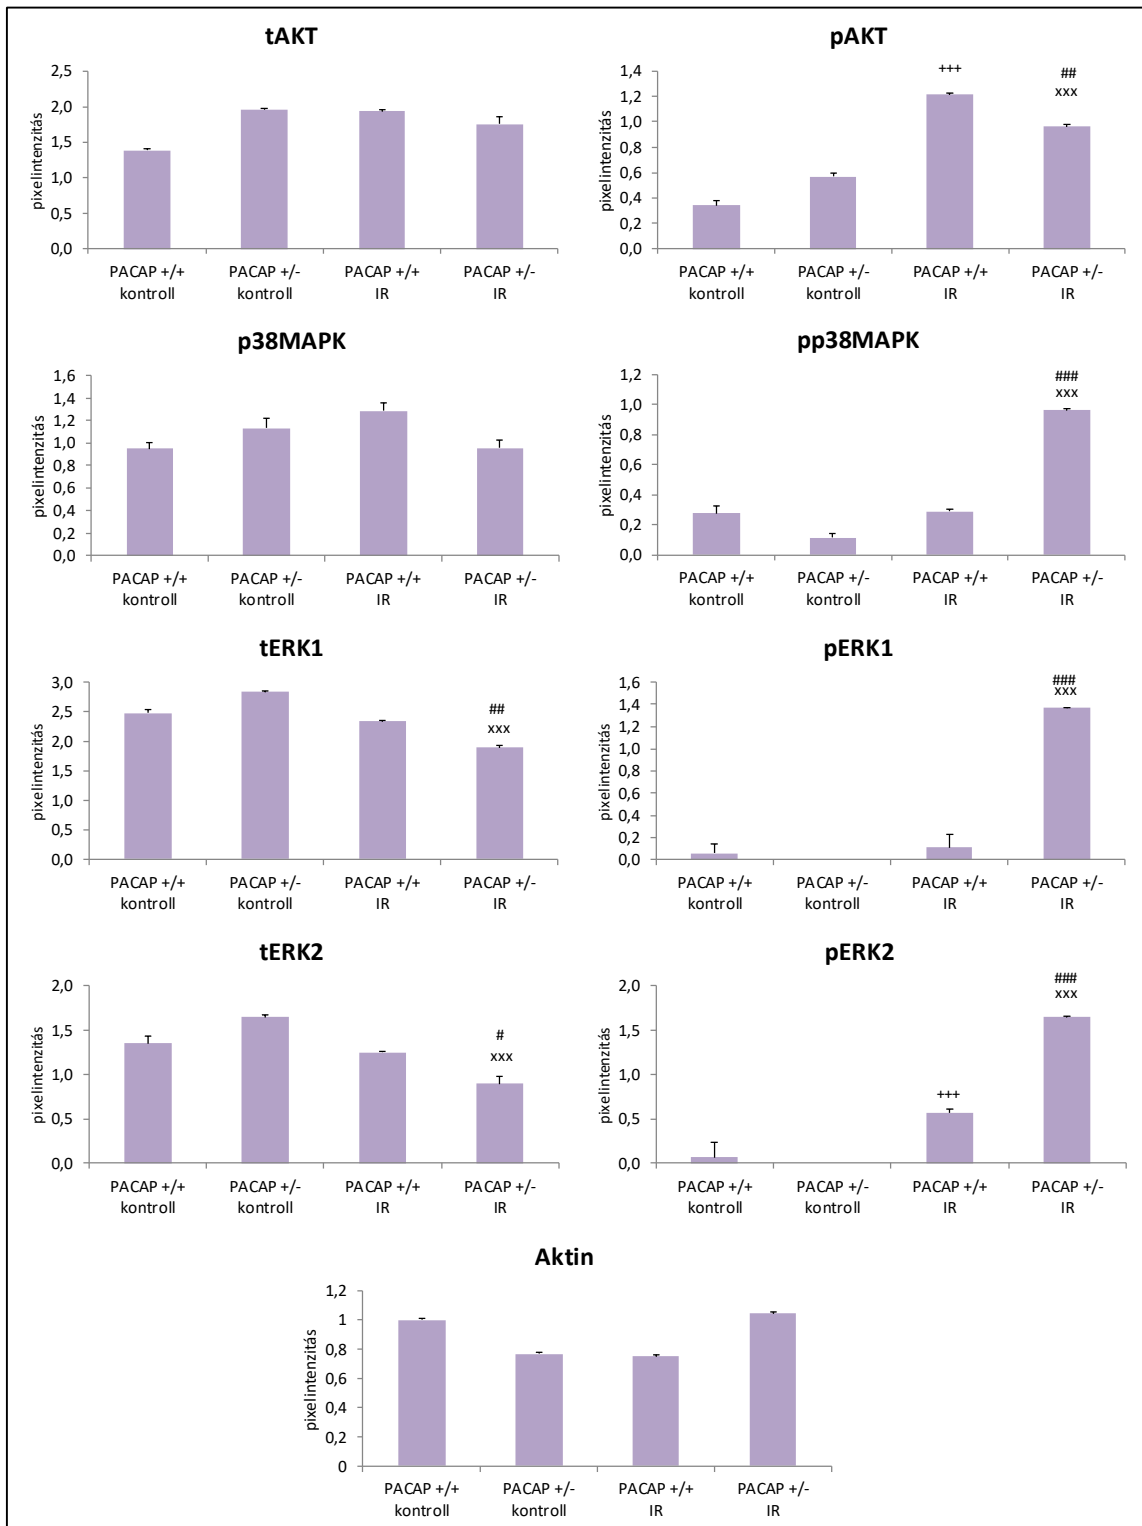 tAKT
pixelintenzitás
2,5
2,0
1,5
1,0
0,5
0,0
PACAP +/+ PACAP +/- PACAP +/+ PACAP +/-
kontroll kontroll IR IR
pAKT
pixelintenzitás
1,4
1,2
1,0
0,8
0,6
0,4
0,2
0,0
+++ ##
xxx
PACAP +/+ PACAP +/- PACAP +/+ PACAP +/-
kontroll kontroll IR IR
p38MAPK
pixelintenzitás
1,6
1,4
1,2
1,0
0,8
0,6
0,4
0,2
0,0
PACAP +/+ PACAP +/- PACAP +/+ PACAP +/-
kontroll kontroll IR IR
pp38MAPK
pixelintenzitás
1,2
1,0
0,8
0,6
0,4
0,2
0,0
###
xxx
PACAP +/+ PACAP +/- PACAP +/+ PACAP +/-
kontroll kontroll IR IR
tERK1
pixelintenzitás
3,0
2,5
2,0
1,5
1,0
0,5
0,0
##
xxx
PACAP +/+ PACAP +/- PACAP +/+ PACAP +/-
kontroll kontroll IR IR
pERK1
pixelintenzitás
1,6
1,4
1,2
1,0
0,8
0,6
0,4
0,2
0,0
###
xxx
PACAP +/+ PACAP +/- PACAP +/+ PACAP +/-
kontroll kontroll IR IR
tERK2
pixelintenzitás
2,0
1,5
1,0
0,5
0,0
#
xxx
PACAP +/+ PACAP +/- PACAP +/+ PACAP +/-
kontroll kontroll IR IR
pERK2
pixelintenzitás
2,0
1,5
1,0
0,5
0,0
###
xxx
+++
PACAP +/+ PACAP +/- PACAP +/+ PACAP +/-
kontroll kontroll IR IR
Aktin
pixelintenzitás
1,2
1
0,8
0,6
0,4
0,2
0
PACAP +/+ PACAP +/- PACAP +/+ PACAP +/-
kontroll kontroll IR IR